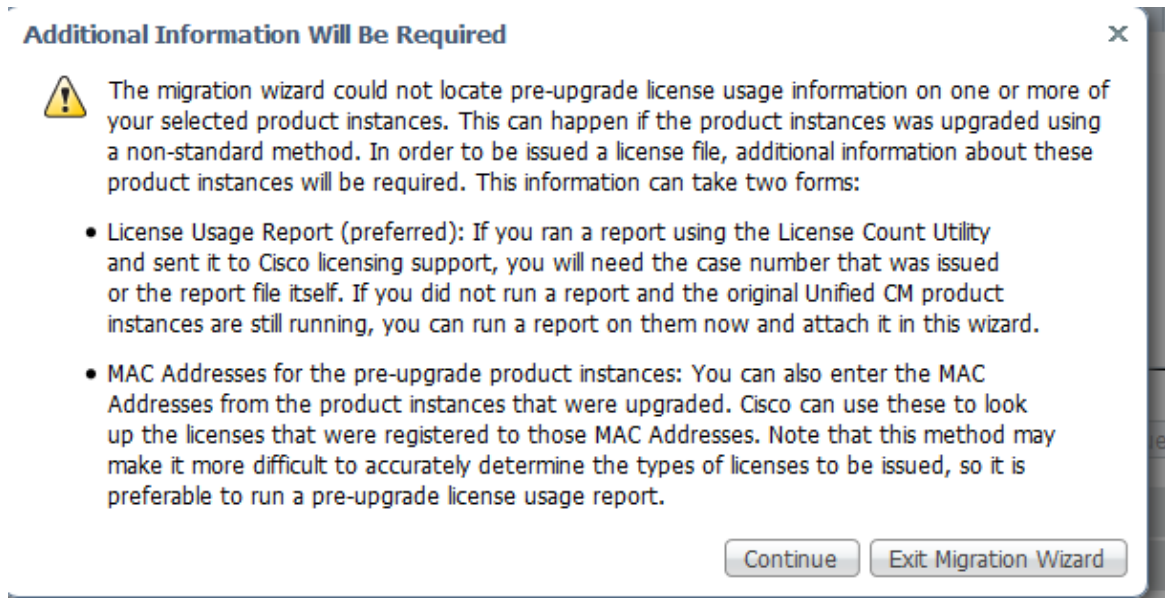 Additional Information Will Be Required
The migration wizard could not locate pre-upgrade license usage information on one or more of
your selected product instances. This can happen if the product instances was upgraded using
a non-standard method. In order to be issued a license file, additional information about these
product instances will be required. This information can take two forms:
• License Usage Report (preferred): If you ran a report using the License Count Utility
and sent it to Cisco licensing support, you will need the case number that was issued
or the report file itself. If you did not run a report and the original Unified CM product
instances are still running, you can run a report on them now and attach it in this wizard.
• MAC Addresses for the pre-upgrade product instances: You can also enter the MAC
Addresses from the product instances that were upgraded. Cisco can use these to look
up the licenses that were registered to those MAC Addresses. Note that this method may
make it more difficult to accurately determine the types of licenses to be issued, so it is
preferable to run a pre-upgrade license usage report.
Continue Exit Migration Wizard